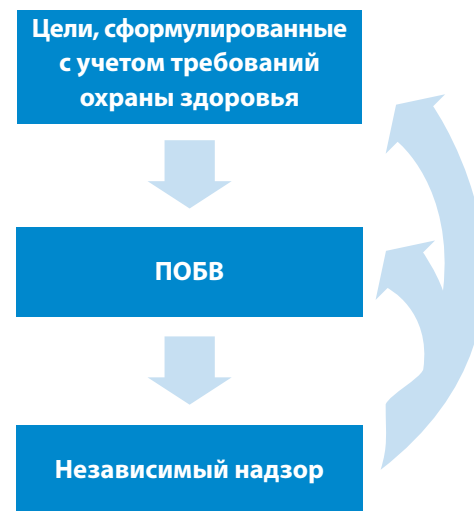 Цели, сформулированные
с учетом требований
охраны здоровья
ПОБВ
Независимый надзор